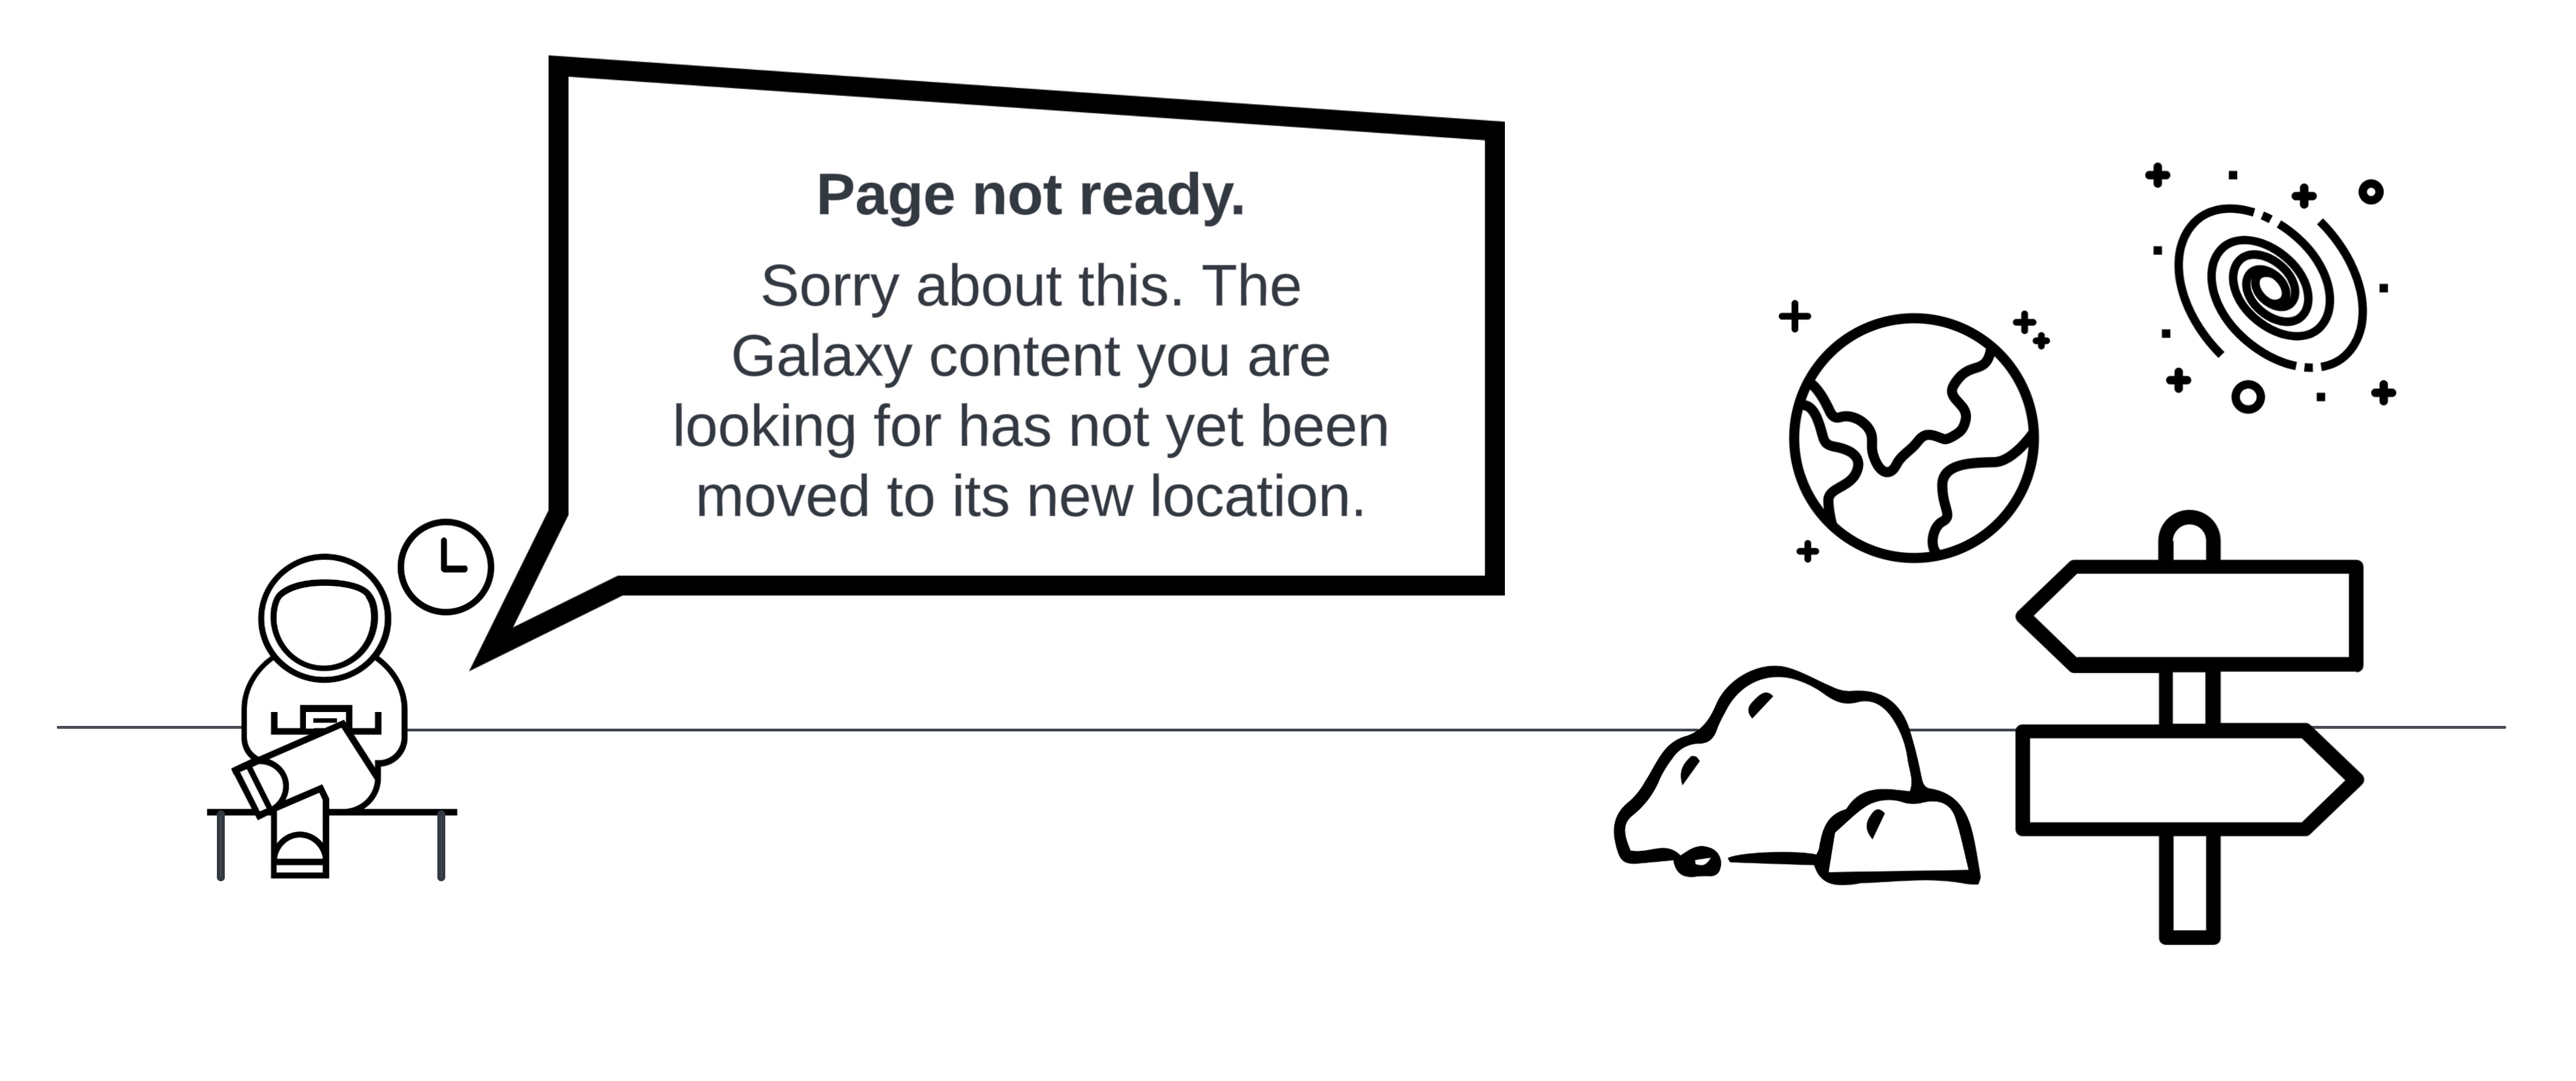 Page not ready.
Sorry about this. The
Galaxy content you are
looking for has not yet been
moved to its new location.